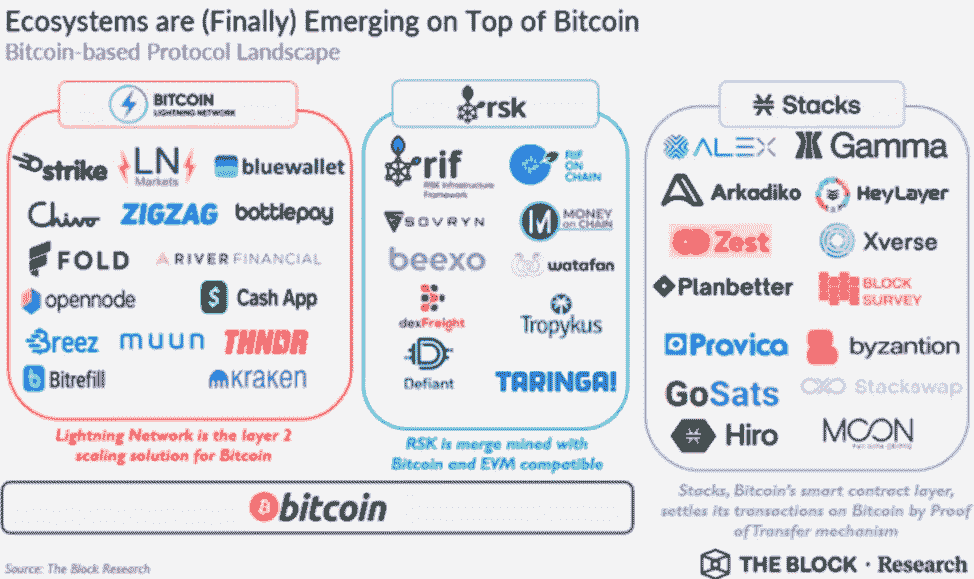 Ecosystems are (Finally) Emerging on Top of Bitcoin
Bitcoin-based Protocol Landscape
BITCOIN
LIGHTNING NETWORK
strike
LN
Markets
bluewallet
Chivo
ZIGZAG
bottlepay
FOLD
RIVER FINANCIAL
opennode
Cash App
Breez
muun
THNDR
Bitrefill
KRAKEN
Lightning Network is the layer 2
scaling solution for Bitcoin
rsk
rif
RSK Infrastructure
Framework
RIF
ON
CHAIN
SOVRYN
MONEY
ON CHAIN
beexo
watafan
dexFreight
Tropykus
Defiant
TARINGA!
RSK is merge mined with
Bitcoin and EVM compatible
Stacks
ALEX
Gamma
Arkadiko
HeyLayer
Zest
Xverse
Planbetter
BLOCK
SURVEY
Pravica
byzantion
GoSats
Stackswap
Hiro
MOON
Stacks, Bitcoin's smart contract layer,
settles its transactions on Bitcoin by Proof
of Transfer mechanism
bitcoin
Source: The Block Research
THE BLOCK · Research